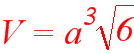 V = a³√6